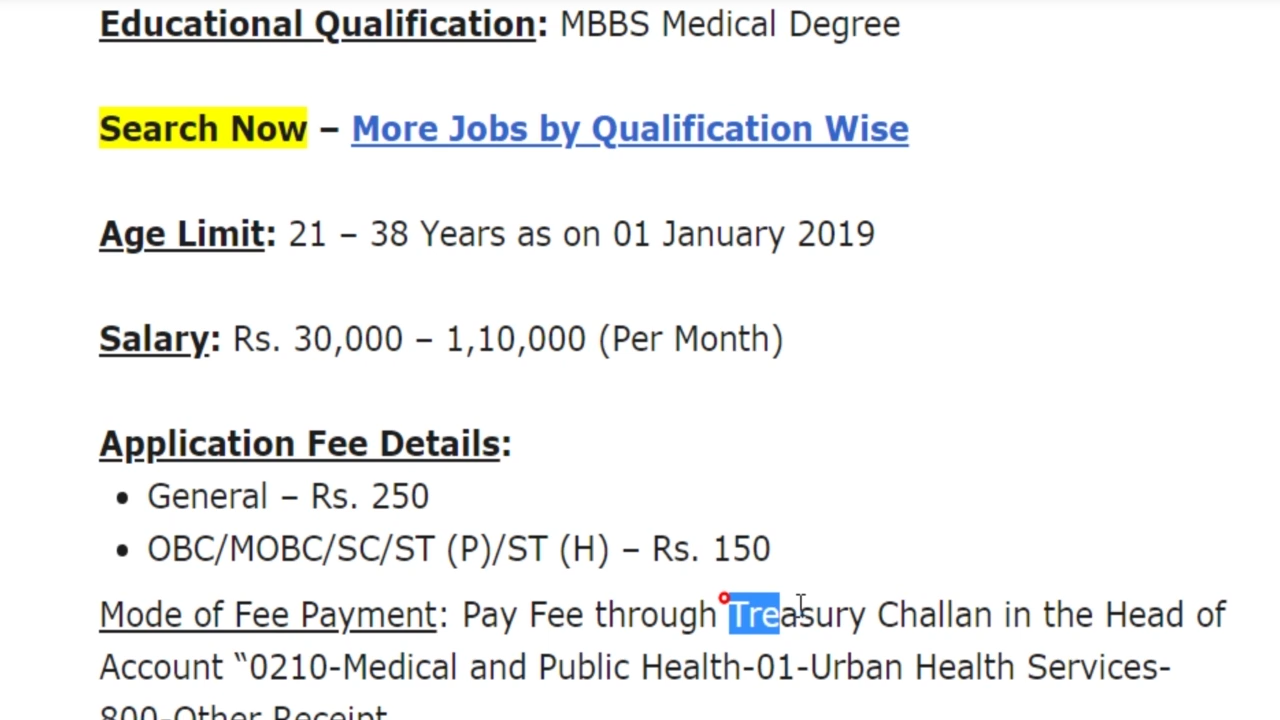 Educational Qualification: MBBS Medical Degree
Search Now – More Jobs by Qualification Wise
Age Limit: 21 – 38 Years as on 01 January 2019
Salary: Rs. 30,000 – 1,10,000 (Per Month)
Application Fee Details:
• General – Rs. 250
• OBC/MOBC/SC/ST (P)/ST (H) – Rs. 150
Mode of Fee Payment: Pay Fee through Treasury Challan in the Head of
Account “0210-Medical and Public Health-01-Urban Health Services-
800-Other Receipt